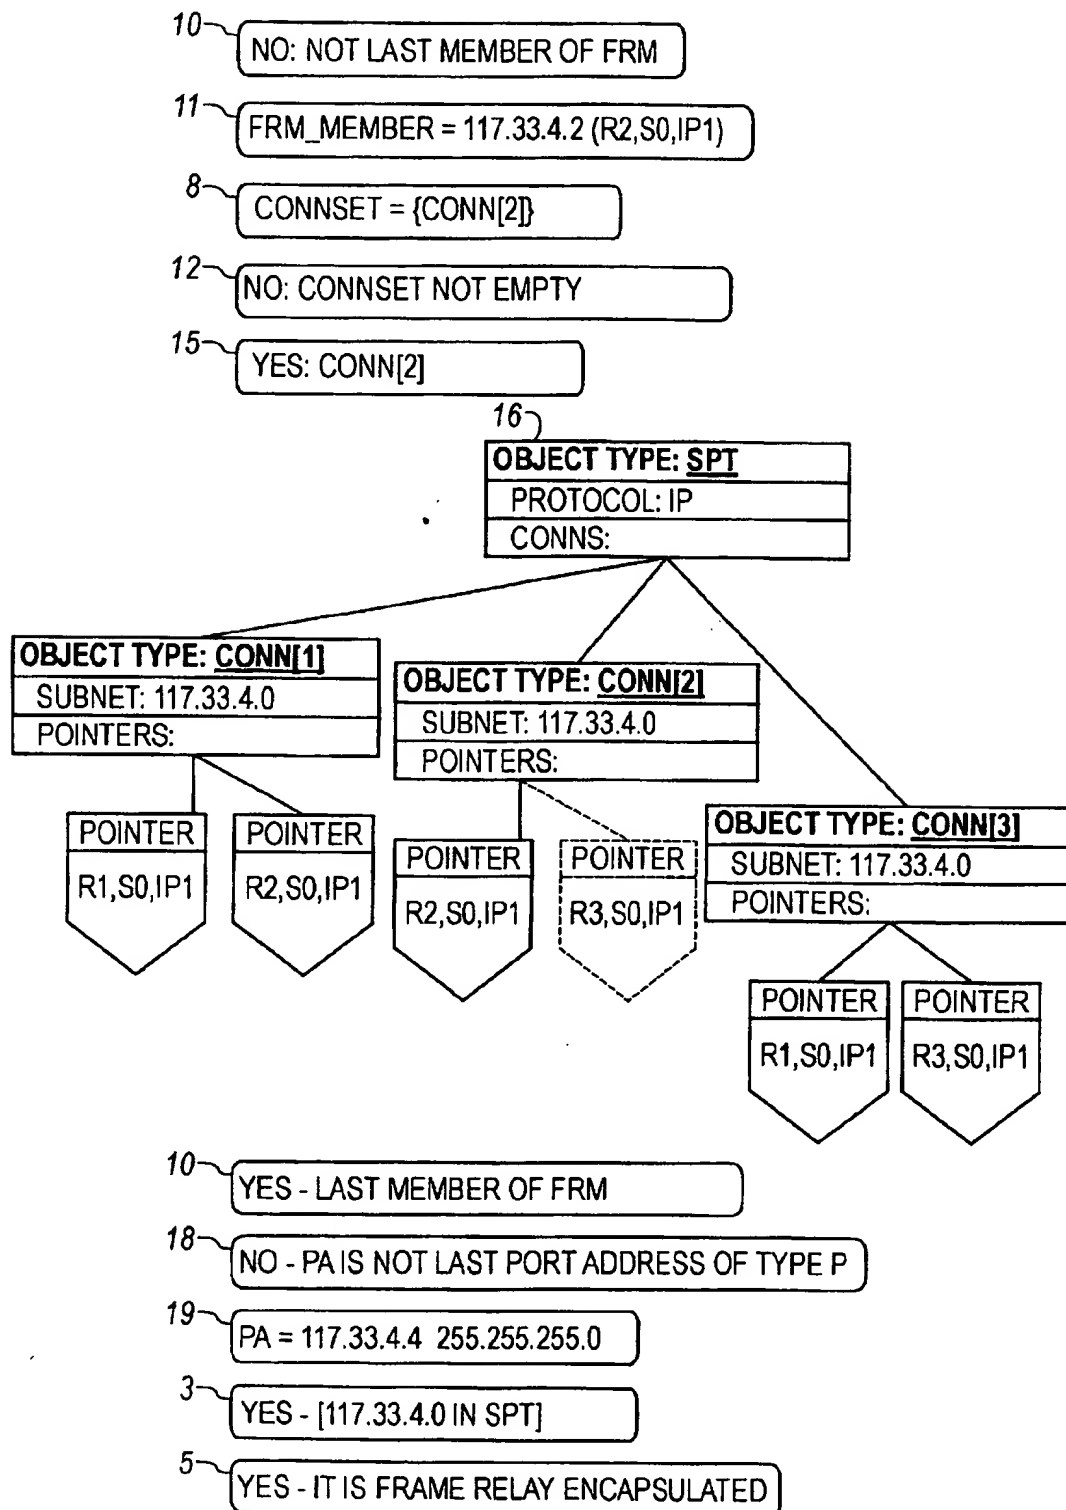 10
NO: NOT LAST MEMBER OF FRM
11
FRM_MEMBER = 117.33.4.2 (R2,S0,IP1)
8
CONNSET = {CONN[2]}
12
NO: CONNSET NOT EMPTY
15
YES: CONN[2]
16
OBJECT TYPE: SPT
PROTOCOL: IP
CONNS:
OBJECT TYPE: CONN[1]
SUBNET: 117.33.4.0
POINTERS:
POINTER
R1,S0,IP1
POINTER
R2,S0,IP1
OBJECT TYPE: CONN[2]
SUBNET: 117.33.4.0
POINTERS:
POINTER
R2,S0,IP1
POINTER
R3,S0,IP1
OBJECT TYPE: CONN[3]
SUBNET: 117.33.4.0
POINTERS:
POINTER
R1,S0,IP1
POINTER
R3,S0,IP1
10
YES - LAST MEMBER OF FRM
18
NO - PA IS NOT LAST PORT ADDRESS OF TYPE P
19
PA = 117.33.4.4 255.255.255.0
3
YES - [117.33.4.0 IN SPT]
5
YES - IT IS FRAME RELAY ENCAPSULATED